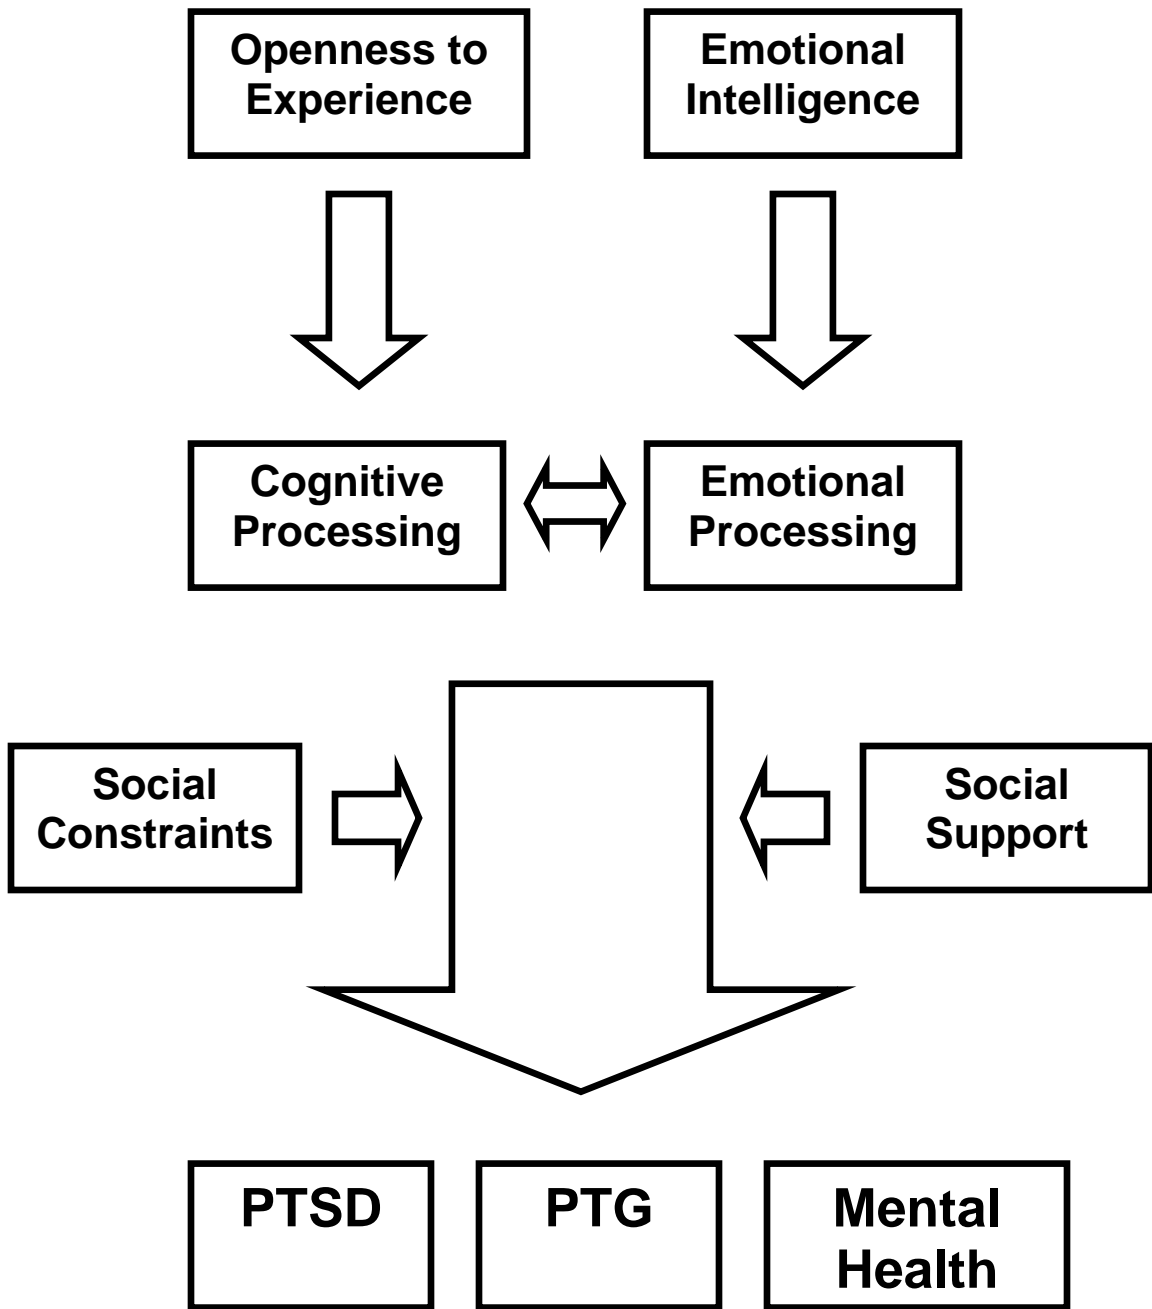 Openness to
Experience
Emotional
Intelligence
Cognitive
Processing
Emotional
Processing
Social
Constraints
Social
Support
PTSD
PTG
Mental
Health